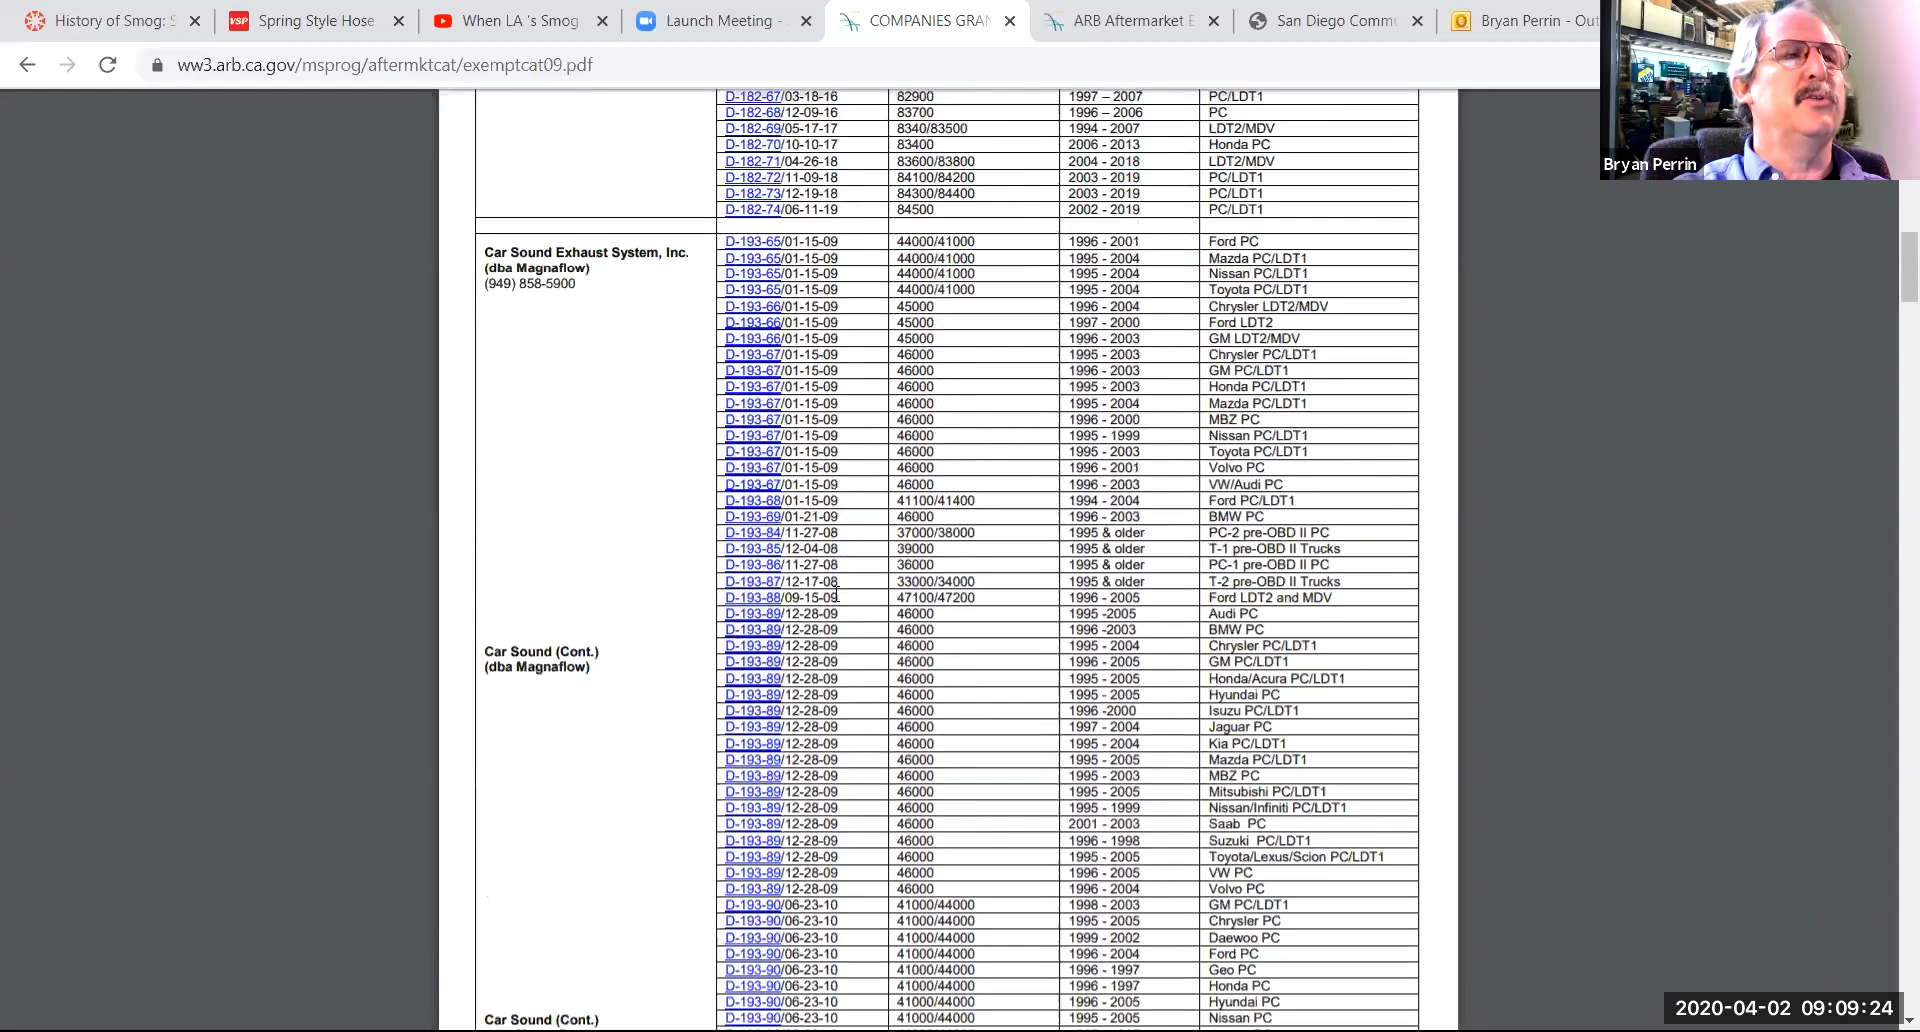 History of Smog: S
Spring Style Hose
When LA 's Smog
Launch Meeting -
COMPANIES GRAN
ARB Aftermarket E
San Diego Commu
Bryan Perrin - Out
ww3.arb.ca.gov/msprog/aftermktcat/exemptcat09.pdf
Bryan Perrin
D-182-67/03-18-16 82900 1997 – 2007 PC/LDT1
D-182-68/12-09-16 83700 1996 – 2006 PC
D-182-69/05-17-17 8340/83500 1994 - 2007 LDT2/MDV
D-182-70/10-10-17 83400 2006 - 2013 Honda PC
D-182-71/04-26-18 83600/83800 2004 - 2018 LDT2/MDV
D-182-72/11-09-18 84100/84200 2003 - 2019 PC/LDT1
D-182-73/12-19-18 84300/84400 2003 - 2019 PC/LDT1
D-182-74/06-11-19 84500 2002 - 2019 PC/LDT1
Car Sound Exhaust System, Inc.
(dba Magnaflow)
(949) 858-5900
D-193-65/01-15-09 44000/41000 1996 - 2001 Ford PC
D-193-65/01-15-09 44000/41000 1995 - 2004 Mazda PC/LDT1
D-193-65/01-15-09 44000/41000 1995 - 2004 Nissan PC/LDT1
D-193-65/01-15-09 44000/41000 1995 - 2004 Toyota PC/LDT1
D-193-66/01-15-09 45000 1996 - 2004 Chrysler LDT2/MDV
D-193-66/01-15-09 45000 1997 - 2000 Ford LDT2
D-193-66/01-15-09 45000 1996 - 2003 GM LDT2/MDV
D-193-67/01-15-09 46000 1995 - 2003 Chrysler PC/LDT1
D-193-67/01-15-09 46000 1996 - 2003 GM PC/LDT1
D-193-67/01-15-09 46000 1995 - 2003 Honda PC/LDT1
D-193-67/01-15-09 46000 1995 - 2004 Mazda PC/LDT1
D-193-67/01-15-09 46000 1996 - 2000 MBZ PC
D-193-67/01-15-09 46000 1995 - 1999 Nissan PC/LDT1
D-193-67/01-15-09 46000 1995 - 2003 Toyota PC/LDT1
D-193-67/01-15-09 46000 1996 - 2001 Volvo PC
D-193-67/01-15-09 46000 1996 - 2003 VW/Audi PC
D-193-68/01-15-09 41100/41400 1994 - 2004 Ford PC/LDT1
D-193-69/01-21-09 46000 1996 - 2003 BMW PC
D-193-84/11-27-08 37000/38000 1995 & older PC-2 pre-OBD II PC
D-193-85/12-04-08 39000 1995 & older T-1 pre-OBD II Trucks
D-193-86/11-27-08 36000 1995 & older PC-1 pre-OBD II PC
D-193-87/12-17-08 33000/34000 1995 & older T-2 pre-OBD II Trucks
D-193-88/09-15-09 47100/47200 1996 - 2005 Ford LDT2 and MDV
D-193-89/12-28-09 46000 1995 -2005 Audi PC
D-193-89/12-28-09 46000 1996 -2003 BMW PC
Car Sound (Cont.)
(dba Magnaflow)
D-193-89/12-28-09 46000 1995 - 2004 Chrysler PC/LDT1
D-193-89/12-28-09 46000 1996 - 2005 GM PC/LDT1
D-193-89/12-28-09 46000 1995 - 2005 Honda/Acura PC/LDT1
D-193-89/12-28-09 46000 1995 - 2005 Hyundai PC
D-193-89/12-28-09 46000 1996 -2000 Isuzu PC/LDT1
D-193-89/12-28-09 46000 1997 - 2004 Jaguar PC
D-193-89/12-28-09 46000 1995 - 2004 Kia PC/LDT1
D-193-89/12-28-09 46000 1995 - 2005 Mazda PC/LDT1
D-193-89/12-28-09 46000 1995 - 2003 MBZ PC
D-193-89/12-28-09 46000 1995 - 2005 Mitsubishi PC/LDT1
D-193-89/12-28-09 46000 1995 - 1999 Nissan/Infiniti PC/LDT1
D-193-89/12-28-09 46000 2001 - 2003 Saab PC
D-193-89/12-28-09 46000 1996 - 1998 Suzuki PC/LDT1
D-193-89/12-28-09 46000 1995 - 2005 Toyota/Lexus/Scion PC/LDT1
D-193-89/12-28-09 46000 1996 - 2005 VW PC
D-193-89/12-28-09 46000 1996 - 2004 Volvo PC
D-193-90/06-23-10 41000/44000 1998 - 2003 GM PC/LDT1
D-193-90/06-23-10 41000/44000 1995 - 2005 Chrysler PC
D-193-90/06-23-10 41000/44000 1999 - 2002 Daewoo PC
D-193-90/06-23-10 41000/44000 1996 - 2004 Ford PC
D-193-90/06-23-10 41000/44000 1996 - 1997 Geo PC
D-193-90/06-23-10 41000/44000 1996 - 1997 Honda PC
D-193-90/06-23-10 41000/44000 1996 - 2005 Hyundai PC
Car Sound (Cont.)
D-193-90/06-23-10 41000/44000 1995 - 2005 Nissan PC
2020-04-02 09:09:24